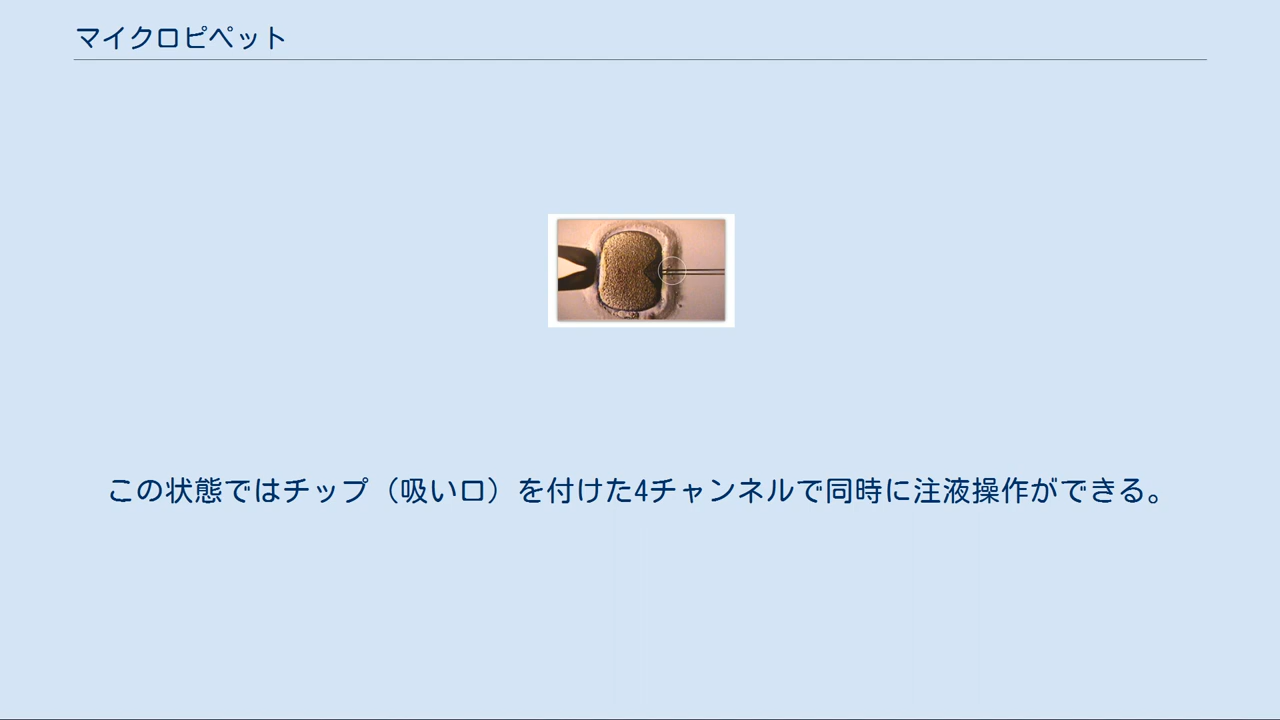 マイクロピペット
この状態ではチップ（吸い口）を付けた4チャンネルで同時に注液操作ができる。